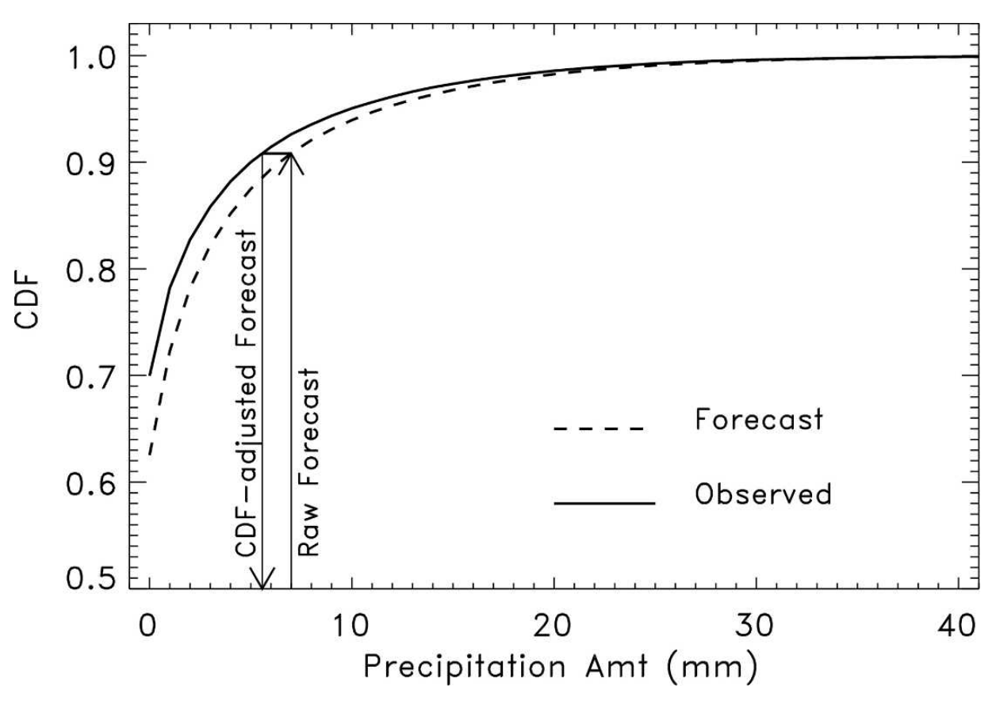 1.0
0.9
0.8
0.7
0.6
0.5
CDF
CDF-adjusted Forecast
Raw Forecast
Forecast
Observed
0 10 20 30 40
Precipitation Amt (mm)